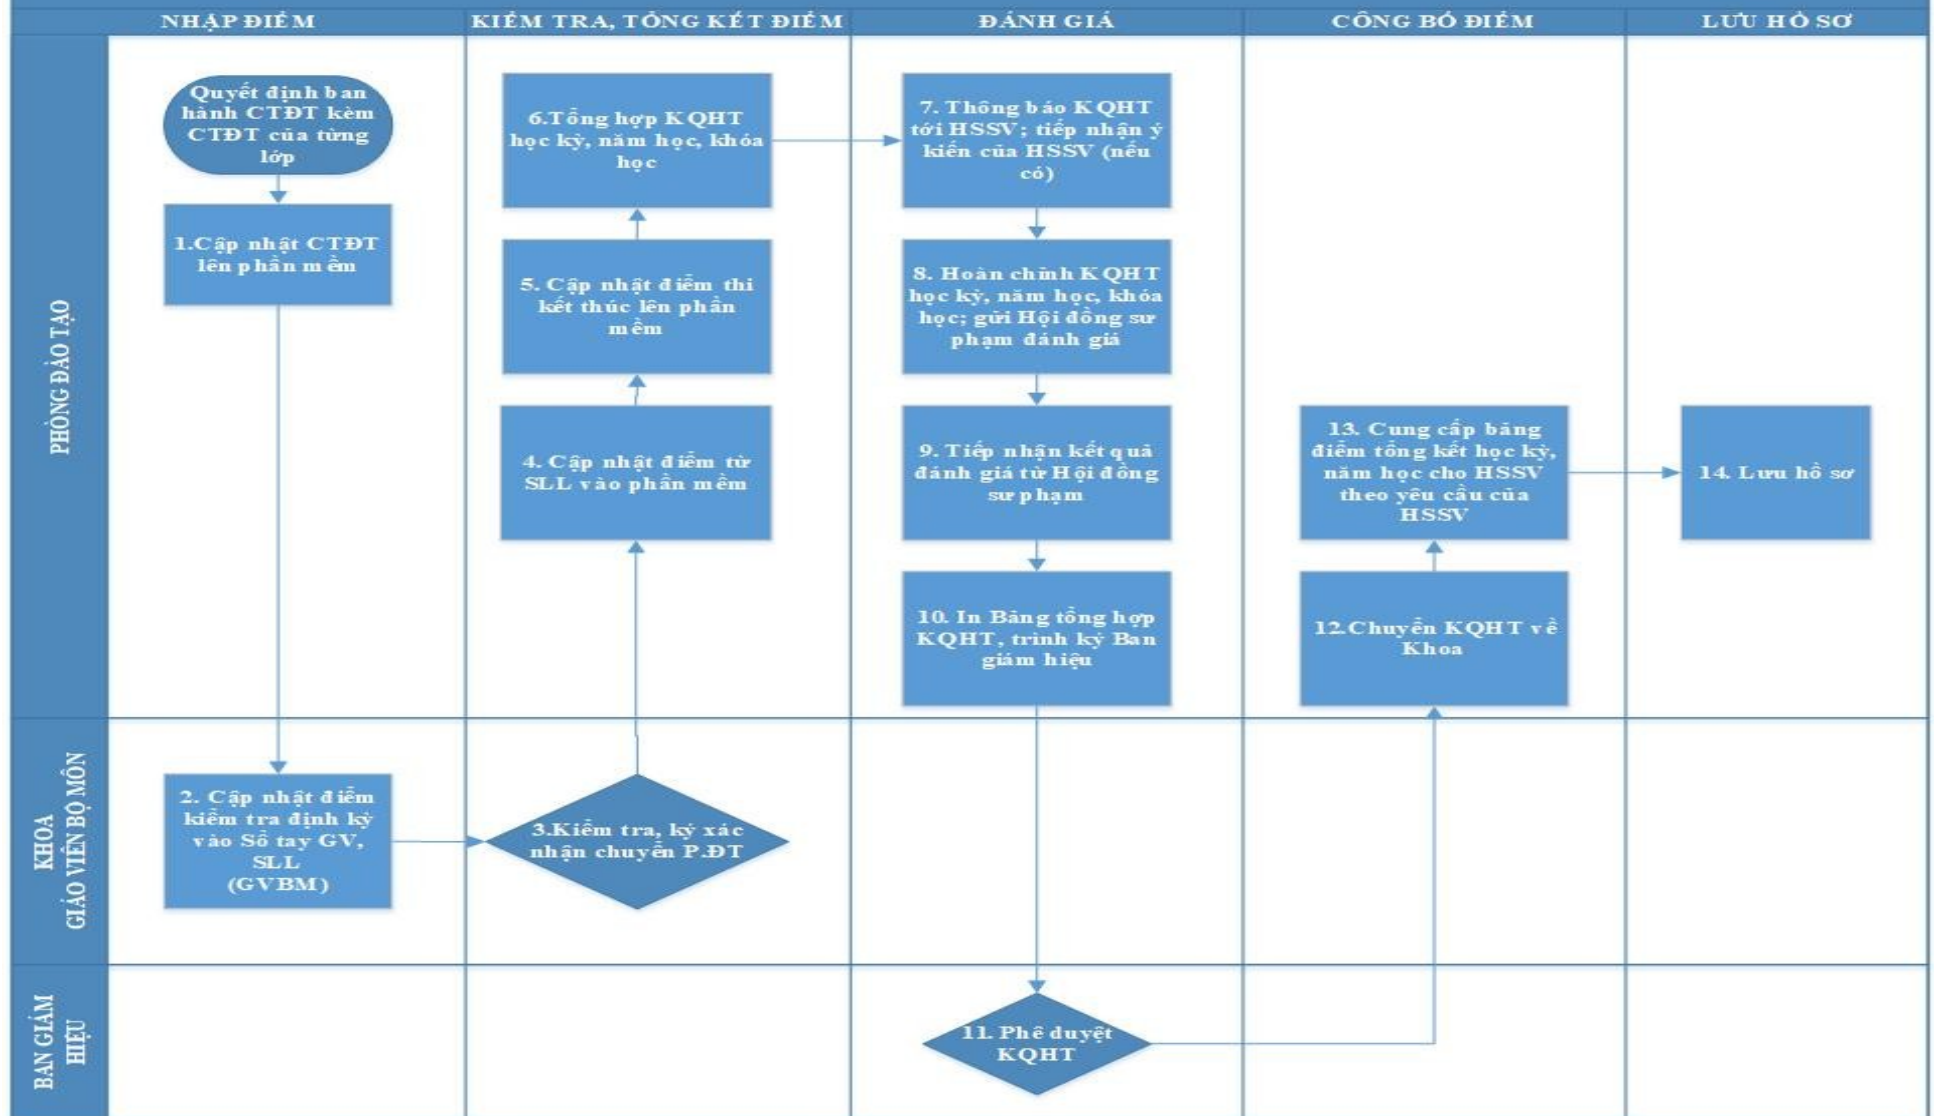 NHẬP ĐIỂM
KIỂM TRA, TỔNG KẾT ĐIỂM
ĐÁNH GIÁ
CÔNG BỐ ĐIỂM
LƯU HỒ SƠ
PHÒNG ĐÀO TẠO
Quyết định ban
hành CTĐT kèm
CTĐT của từng
lớp
1.Cập nhật CTĐT
lên phần mềm
6.Tổng hợp KQHT
học kỳ, năm học, khóa
học
5. Cập nhật điểm thi
kết thúc lên phần
mềm
4. Cập nhật điểm từ
SLL vào phần mềm
7. Thông báo KQHT
tới HSSV; tiếp nhận ý
kiến của HSSV (nếu
có)
8. Hoàn chỉnh KQHT
học kỳ, năm học, khóa
học; gửi Hội đồng sư
phạm đánh giá
9. Tiếp nhận kết quả
đánh giá từ Hội đồng
sư phạm
10. In Bảng tổng hợp
KQHT, trình ký Ban
giám hiệu
13. Cung cấp bảng
điểm tổng kết học kỳ,
năm học cho HSSV
theo yêu cầu của
HSSV
12.Chuyển KQHT về
Khoa
14. Lưu hồ sơ
KHOA
GIÁO VIÊN BỘ MÔN
2. Cập nhật điểm
kiểm tra định kỳ
vào Sổ tay GV,
SLL
(GVBM)
3.Kiểm tra, ký xác
nhận chuyển P.ĐT
BAN GIÁM
HIỆU
11. Phê duyệt
KQHT